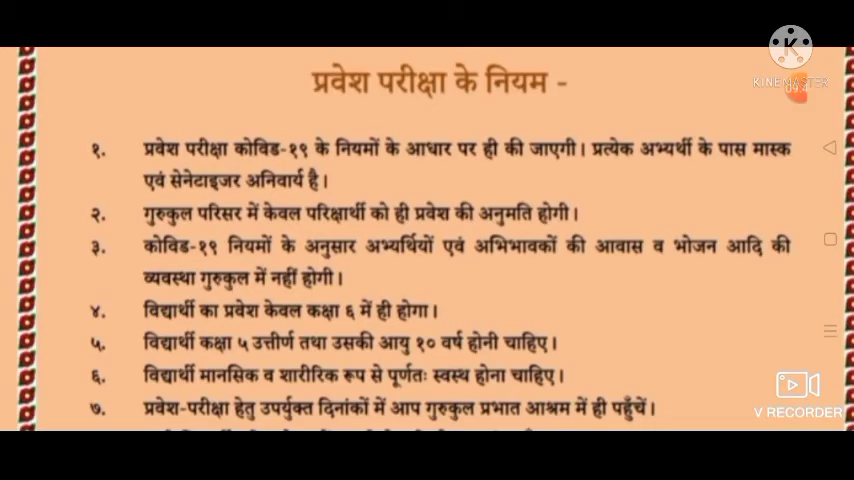 KINEMASTER
प्रवेश परीक्षा के नियम -
१. प्रवेश परीक्षा कोविड-१९ के नियमों के आधार पर ही की जाएगी। प्रत्येक अभ्यर्थी के पास मास्क
एवं सेनेटाइजर अनिवार्य है।
२. गुरुकुल परिसर में केवल परिक्षार्थी को ही प्रवेश की अनुमति होगी।
३. कोविड-१९ नियमों के अनुसार अभ्यर्थियों एवं अभिभावकों की आवास व भोजन आदि की
व्यवस्था गुरुकुल में नहीं होगी।
४. विद्यार्थी का प्रवेश केवल कक्षा ६ में ही होगा।
५. विद्यार्थी कक्षा ५ उत्तीर्ण तथा उसकी आयु १० वर्ष होनी चाहिए।
६. विद्यार्थी मानसिक व शारीरिक रूप से पूर्णतः स्वस्थ होना चाहिए।
७. प्रवेश-परीक्षा हेतु उपर्युक्त दिनांकों में आप गुरुकुल प्रभात आश्रम में ही पहुँचें।
V RECORDER